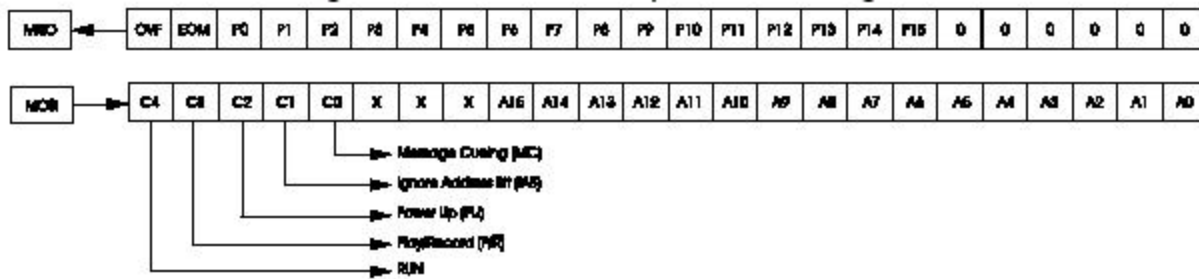 MISO OVF EOM P0 P1 P2 P3 P4 P5 P6 P7 P8 P9 P10 P11 P12 P13 P14 P15 0 0 0 0 0 0
MOSI C4 C3 C2 C1 C0 X X X A15 A14 A13 A12 A11 A10 A9 A8 A7 A6 A5 A4 A3 A2 A1 A0
Message Cueing (MC)
Ignore Address Bit (IAB)
Power Up (PU)
Play/Record (P/R)
RUN